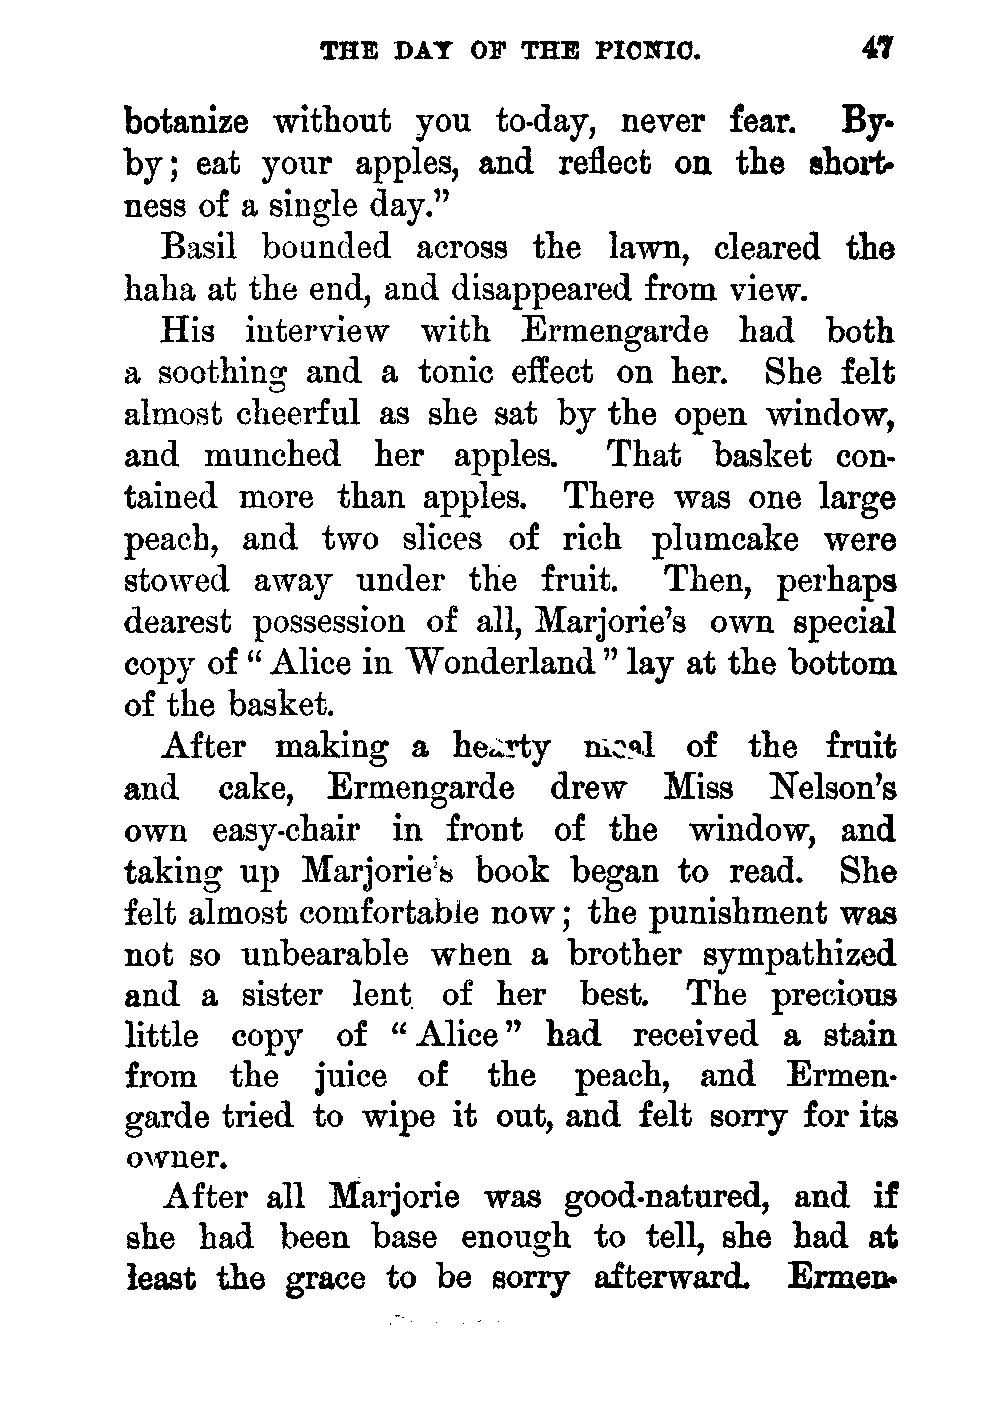 THE DAY OF THE PICNIC. 47
botanize without you to-day, never fear. By-
by; eat your apples, and reflect on the short-
ness of a single day.”
Basil bounded across the lawn, cleared the
haha at the end, and disappeared from view.
His interview with Ermengarde had both
a soothing and a tonic effect on her. She felt
almost cheerful as she sat by the open window,
and munched her apples. That basket con-
tained more than apples. There was one large
peach, and two slices of rich plumcake were
stowed away under the fruit. Then, perhaps
dearest possession of all, Marjorie’s own special
copy of “Alice in Wonderland” lay at the bottom
of the basket.
After making a hearty meal of the fruit
and cake, Ermengarde drew Miss Nelson’s
own easy-chair in front of the window, and
taking up Marjorie’s book began to read. She
felt almost comfortable now; the punishment was
not so unbearable when a brother sympathized
and a sister lent of her best. The precious
little copy of “Alice” had received a stain
from the juice of the peach, and Ermen-
garde tried to wipe it out, and felt sorry for its
owner.
After all Marjorie was good-natured, and if
she had been base enough to tell, she had at
least the grace to be sorry afterward. Ermen-